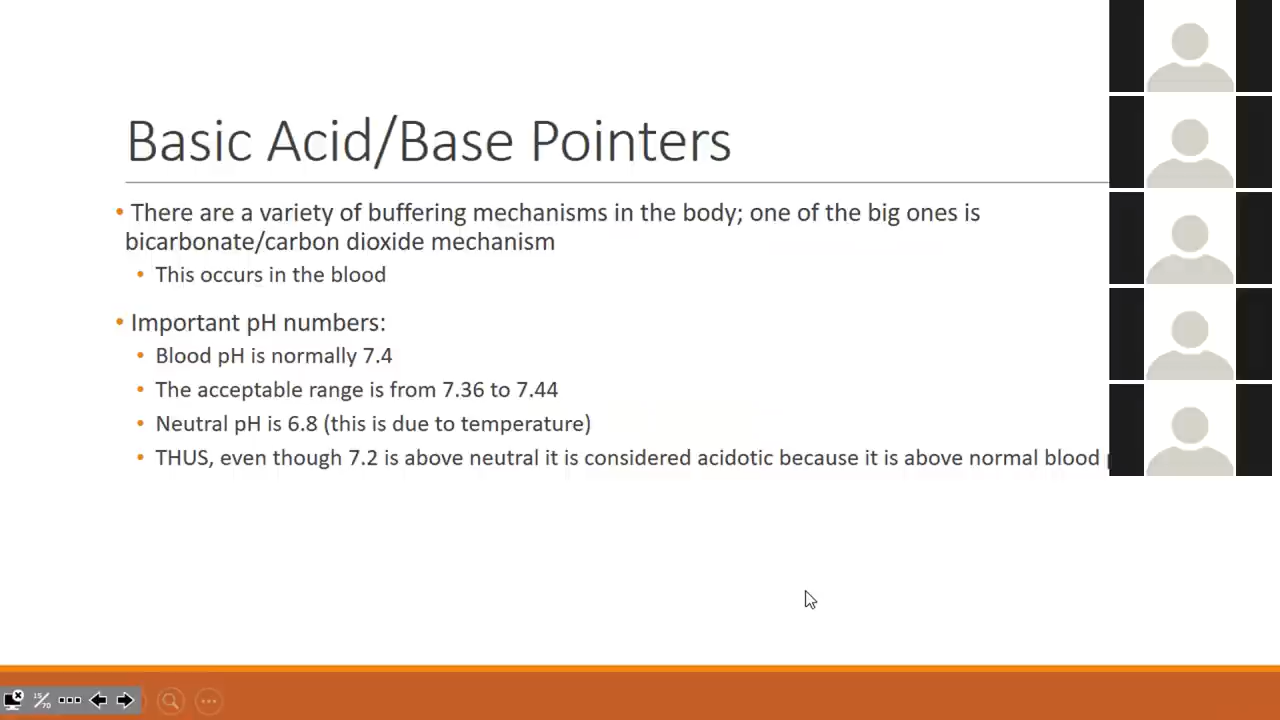 Basic Acid/Base Pointers
• There are a variety of buffering mechanisms in the body; one of the big ones is
bicarbonate/carbon dioxide mechanism
• This occurs in the blood
• Important pH numbers:
• Blood pH is normally 7.4
• The acceptable range is from 7.36 to 7.44
• Neutral pH is 6.8 (this is due to temperature)
• THUS, even though 7.2 is above neutral it is considered acidotic because it is above normal blood
15/70